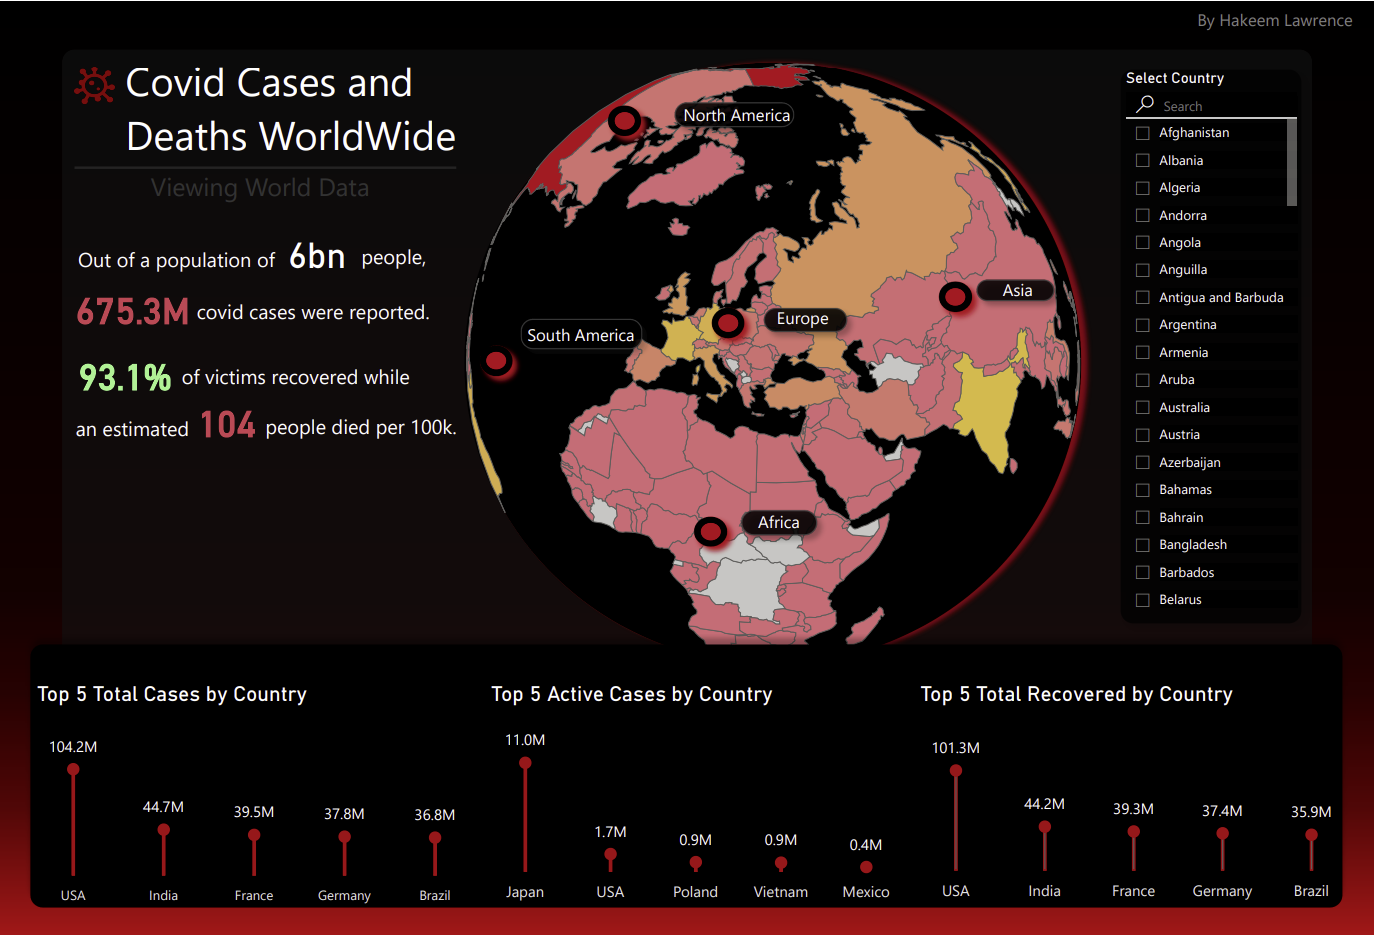 By Hakeem Lawrence
Covid Cases and
Deaths WorldWide
Viewing World Data
Out of a population of 6bn people,
675.3M covid cases were reported.
93.1% of victims recovered while
an estimated 104 people died per 100k.
North America
South America
Europe
Asia
Africa
Select Country
Search
Afghanistan
Albania
Algeria
Andorra
Angola
Anguilla
Antigua and Barbuda
Argentina
Armenia
Aruba
Australia
Austria
Azerbaijan
Bahamas
Bahrain
Bangladesh
Barbados
Belarus
Top 5 Total Cases by Country
104.2M
44.7M
39.5M
37.8M
36.8M
USA
India
France
Germany
Brazil
Top 5 Active Cases by Country
11.0M
1.7M
0.9M
0.9M
0.4M
Japan
USA
Poland
Vietnam
Mexico
Top 5 Total Recovered by Country
101.3M
44.2M
39.3M
37.4M
35.9M
USA
India
France
Germany
Brazil